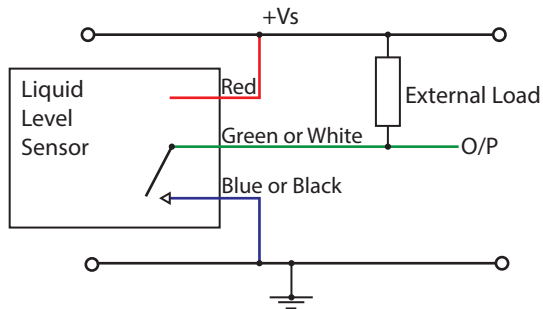 +Vs
Liquid
Level
Sensor
Red
External Load
Green or White
O/P
Blue or Black